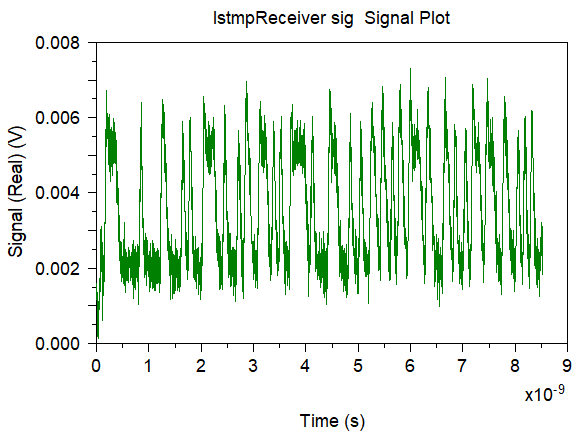 lstmpReceiver sig  Signal Plot
0.008
0.006
0.004
0.002
0.000
Signal (Real) (V)
0 1 2 3 4 5 6 7 8 9
x10-9
Time (s)